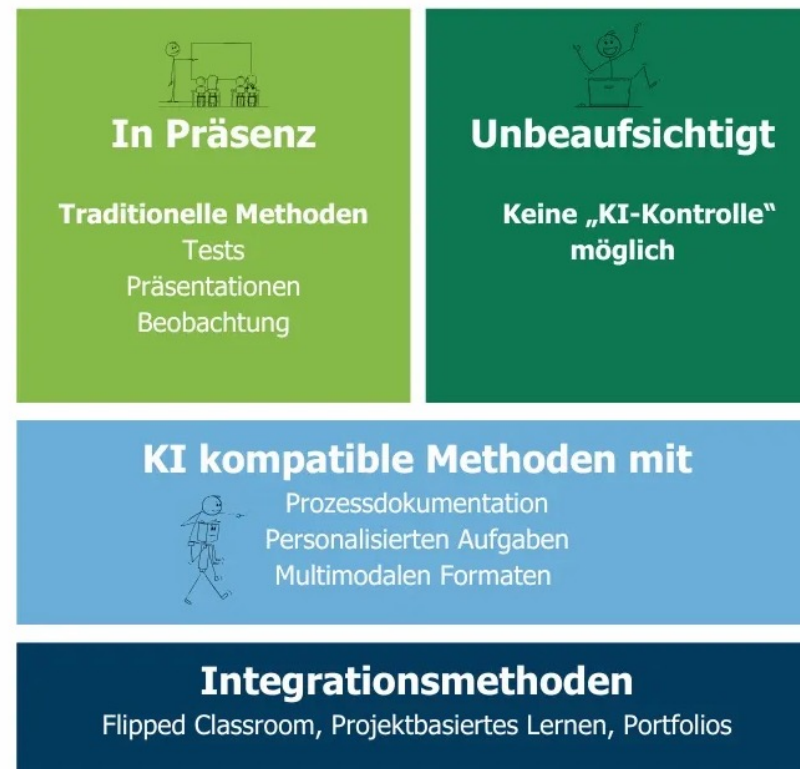 In Präsenz
Traditionelle Methoden
Tests
Präsentationen
Beobachtung
Unbeaufsichtigt
Keine „KI-Kontrolle“
möglich
KI kompatible Methoden mit
Prozessdokumentation
Personalisierten Aufgaben
Multimodalen Formaten
Integrationsmethoden
Flipped Classroom, Projektbasiertes Lernen, Portfolios